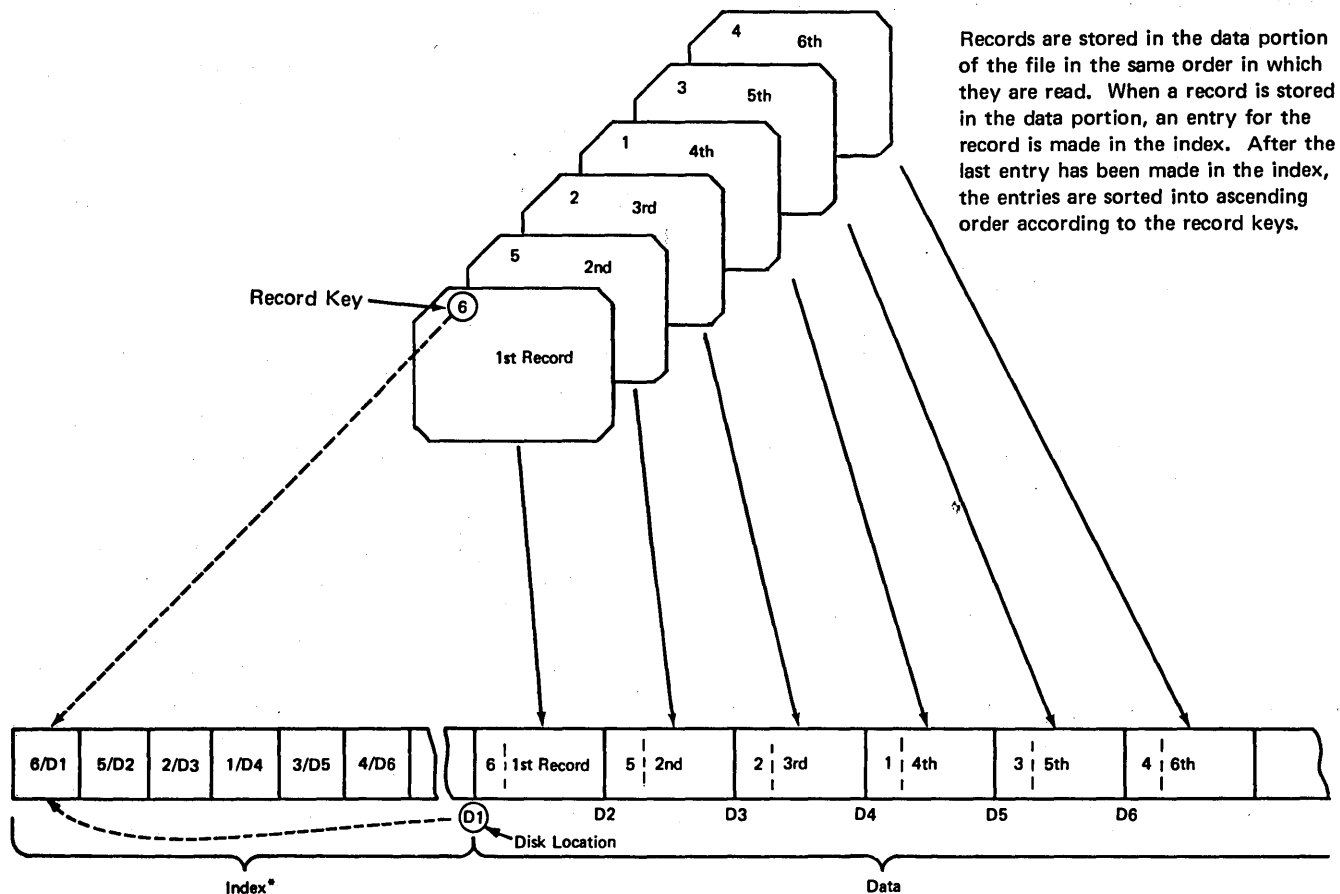 4
6th
3
5th
1
4th
2
3rd
5
2nd
Record Key
6
1st Record
Records are stored in the data portion
of the file in the same order in which
they are read. When a record is stored
in the data portion, an entry for the
record is made in the index. After the
last entry has been made in the index,
the entries are sorted into ascending
order according to the record keys.
6/D1 5/D2 2/D3 1/D4 3/D5 4/D6 6 1st Record 5 2nd 2 3rd 1 4th 3 5th 4 6th
D1 D2 D3 D4 D5 D6
Disk Location
Index* Data